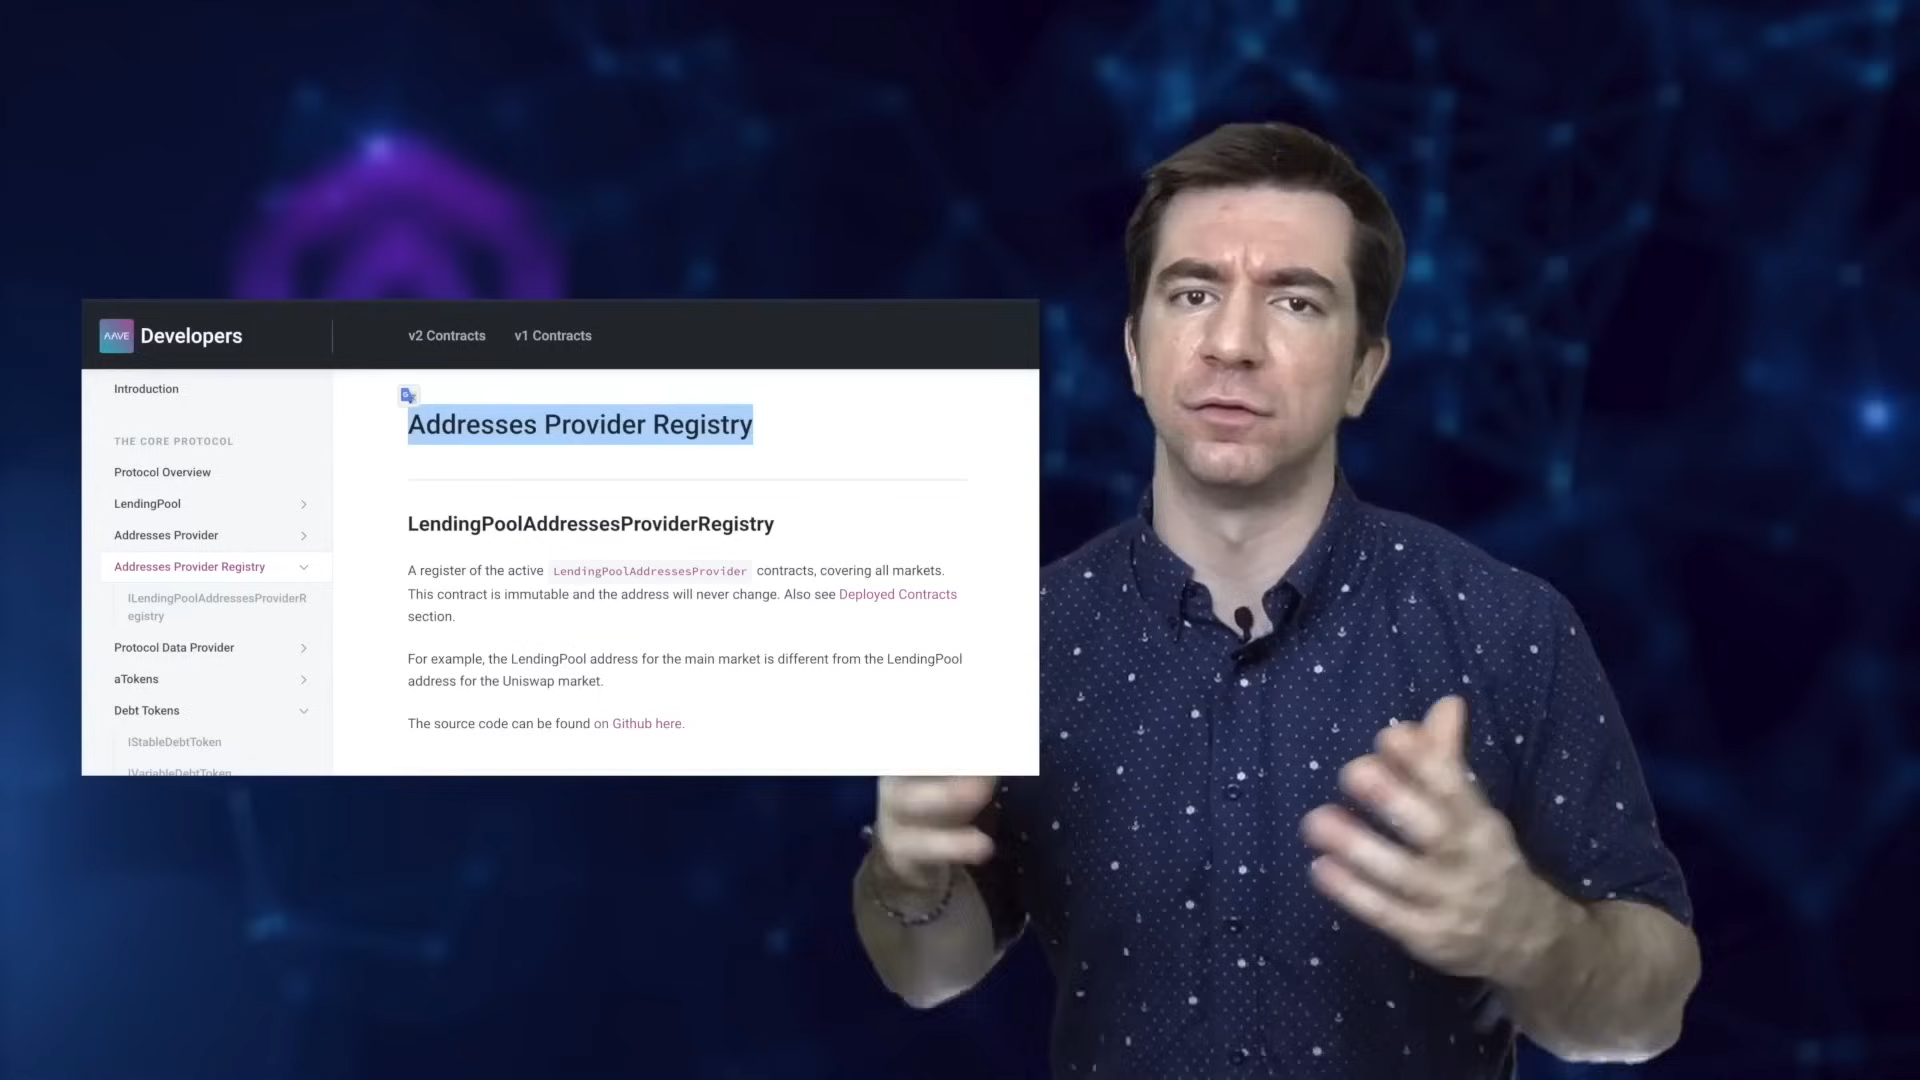 AAVE Developers
v2 Contracts
v1 Contracts
Introduction
THE CORE PROTOCOL
Protocol Overview
LendingPool
Addresses Provider
Addresses Provider Registry
ILendingPoolAddressesProviderR
egistry
Protocol Data Provider
aTokens
Debt Tokens
IStableDebtToken
IVariableDebtToken
Addresses Provider Registry
LendingPoolAddressesProviderRegistry
A register of the active LendingPoolAddressesProvider contracts, covering all markets.
This contract is immutable and the address will never change. Also see Deployed Contracts
section.
For example, the LendingPool address for the main market is different from the LendingPool
address for the Uniswap market.
The source code can be found on Github here.